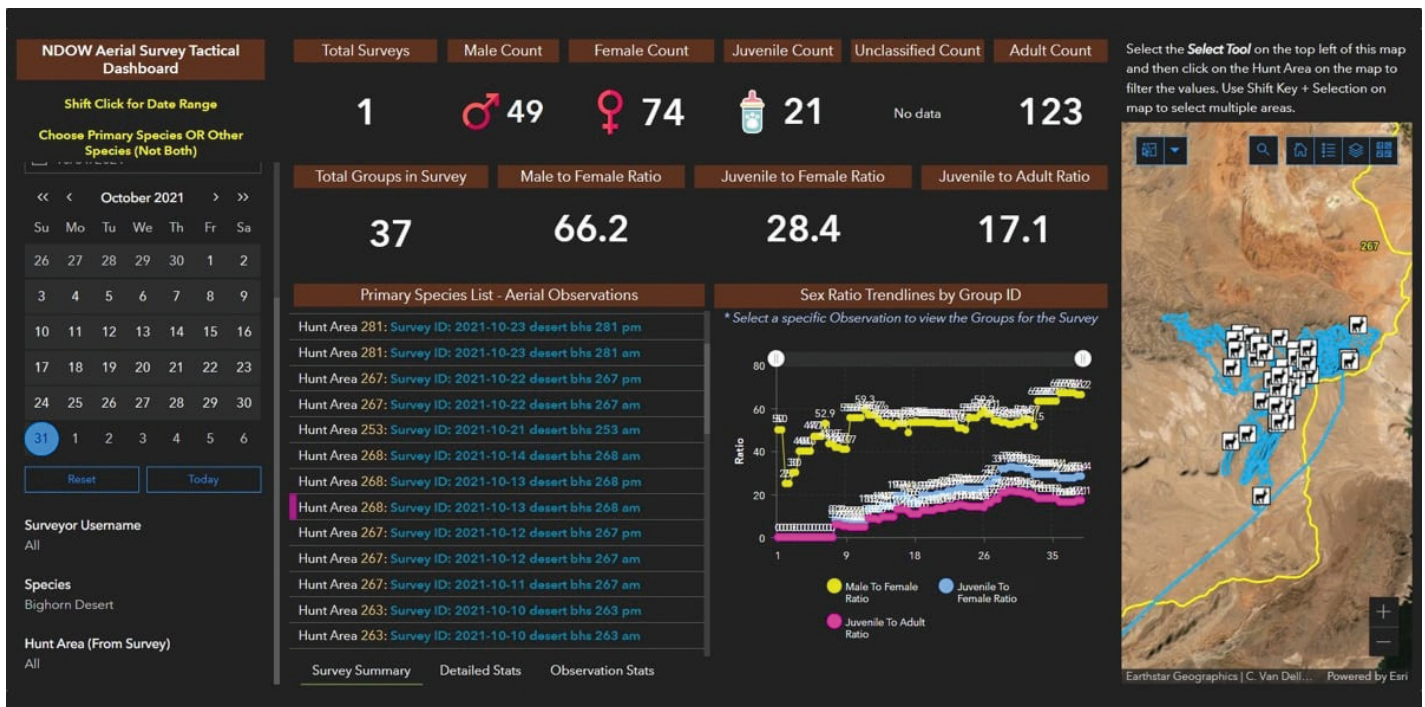 NDOW Aerial Survey Tactical
Dashboard
Shift Click for Date Range
Choose Primary Species OR Other
Species (Not Both)
« ‹ October 2021 › »
Su Mo Tu We Th Fr Sa
26 27 28 29 30 1 2
3 4 5 6 7 8 9
10 11 12 13 14 15 16
17 18 19 20 21 22 23
24 25 26 27 28 29 30
31 1 2 3 4 5 6
Reset Today
Surveyor Username
All
Species
Bighorn Desert
Hunt Area (From Survey)
All
Total Surveys Male Count Female Count Juvenile Count Unclassified Count Adult Count
1 49 74 21 No data 123
Total Groups in Survey Male to Female Ratio Juvenile to Female Ratio Juvenile to Adult Ratio
37 66.2 28.4 17.1
Primary Species List - Aerial Observations
Hunt Area 281: Survey ID: 2021-10-23 desert bhs 281 pm
Hunt Area 281: Survey ID: 2021-10-23 desert bhs 281 am
Hunt Area 267: Survey ID: 2021-10-22 desert bhs 267 pm
Hunt Area 267: Survey ID: 2021-10-22 desert bhs 267 am
Hunt Area 253: Survey ID: 2021-10-21 desert bhs 253 am
Hunt Area 268: Survey ID: 2021-10-14 desert bhs 268 am
Hunt Area 268: Survey ID: 2021-10-13 desert bhs 268 pm
Hunt Area 268: Survey ID: 2021-10-13 desert bhs 268 am
Hunt Area 267: Survey ID: 2021-10-12 desert bhs 267 pm
Hunt Area 267: Survey ID: 2021-10-12 desert bhs 267 am
Hunt Area 267: Survey ID: 2021-10-11 desert bhs 267 am
Hunt Area 263: Survey ID: 2021-10-10 desert bhs 263 pm
Hunt Area 263: Survey ID: 2021-10-10 desert bhs 263 am
Survey Summary Detailed Stats Observation Stats
Sex Ratio Trendlines by Group ID
* Select a specific Observation to view the Groups for the Survey
80
60
40
20
0
Ratio
52.9
59.3
59.3
1 9 18 26 35
Male To Female
Ratio
Juvenile To
Female Ratio
Juvenile To Adult
Ratio
Select the Select Tool on the top left of this map
and then click on the Hunt Area on the map to
filter the values. Use Shift Key + Selection on
map to select multiple areas.
267
+
−
Earthstar Geographics | C. Van Dell... Powered by Esri